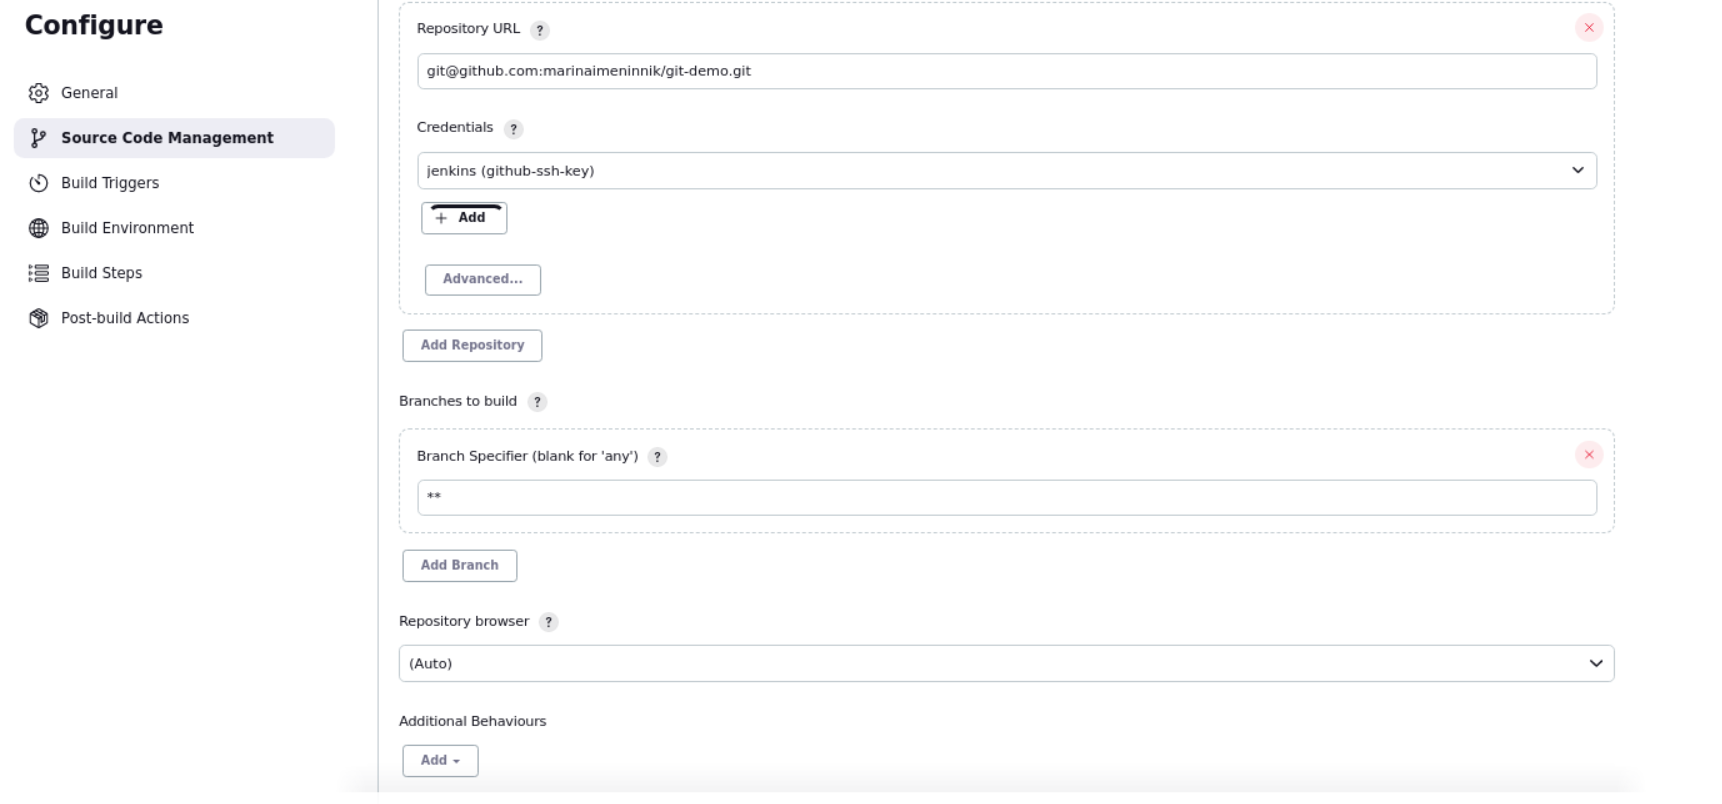 Configure
General
Source Code Management
Build Triggers
Build Environment
Build Steps
Post-build Actions
Repository URL ?
git@github.com:marinaimeninnik/git-demo.git
Credentials ?
jenkins (github-ssh-key)
+ Add
Advanced...
Add Repository
Branches to build ?
Branch Specifier (blank for 'any') ?
**
Add Branch
Repository browser ?
(Auto)
Additional Behaviours
Add